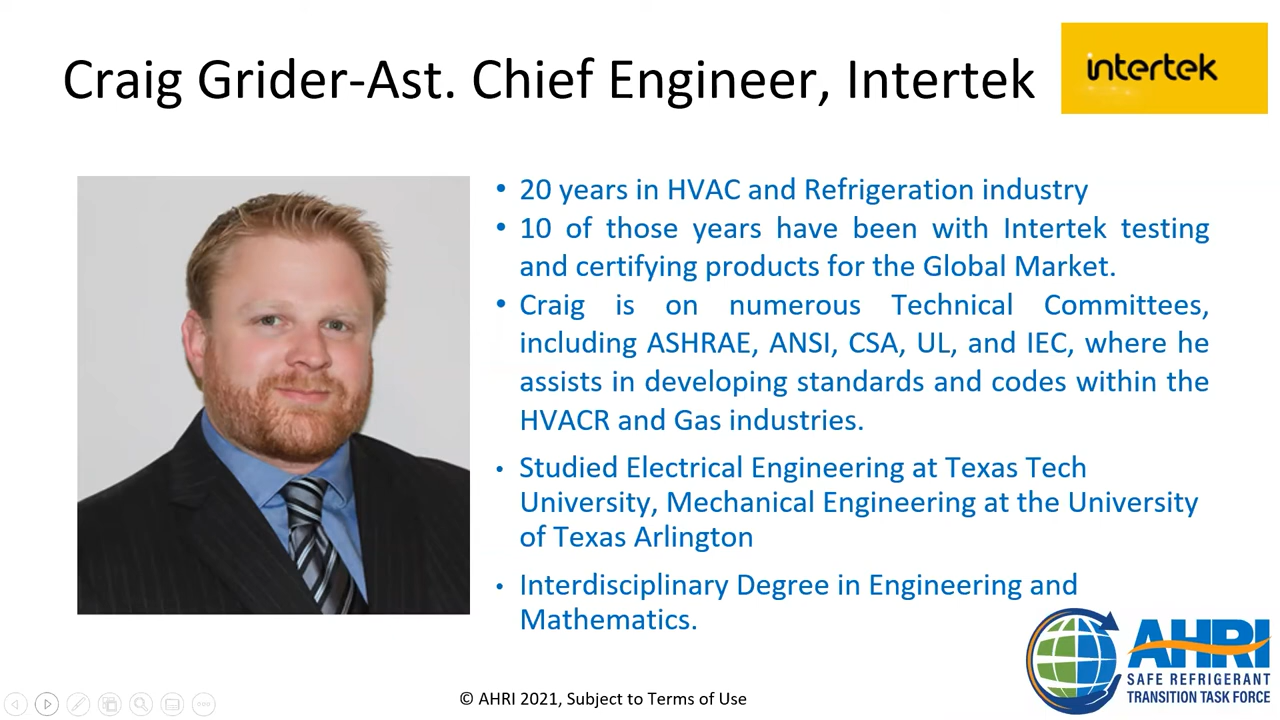 Craig Grider-Ast. Chief Engineer, Intertek
intertek
• 20 years in HVAC and Refrigeration industry
• 10 of those years have been with Intertek testing
and certifying products for the Global Market.
• Craig is on numerous Technical Committees,
including ASHRAE, ANSI, CSA, UL, and IEC, where he
assists in developing standards and codes within the
HVACR and Gas industries.
• Studied Electrical Engineering at Texas Tech
University, Mechanical Engineering at the University
of Texas Arlington
• Interdisciplinary Degree in Engineering and
Mathematics.
AHRI
SAFE REFRIGERANT
TRANSITION TASK FORCE
© AHRI 2021, Subject to Terms of Use